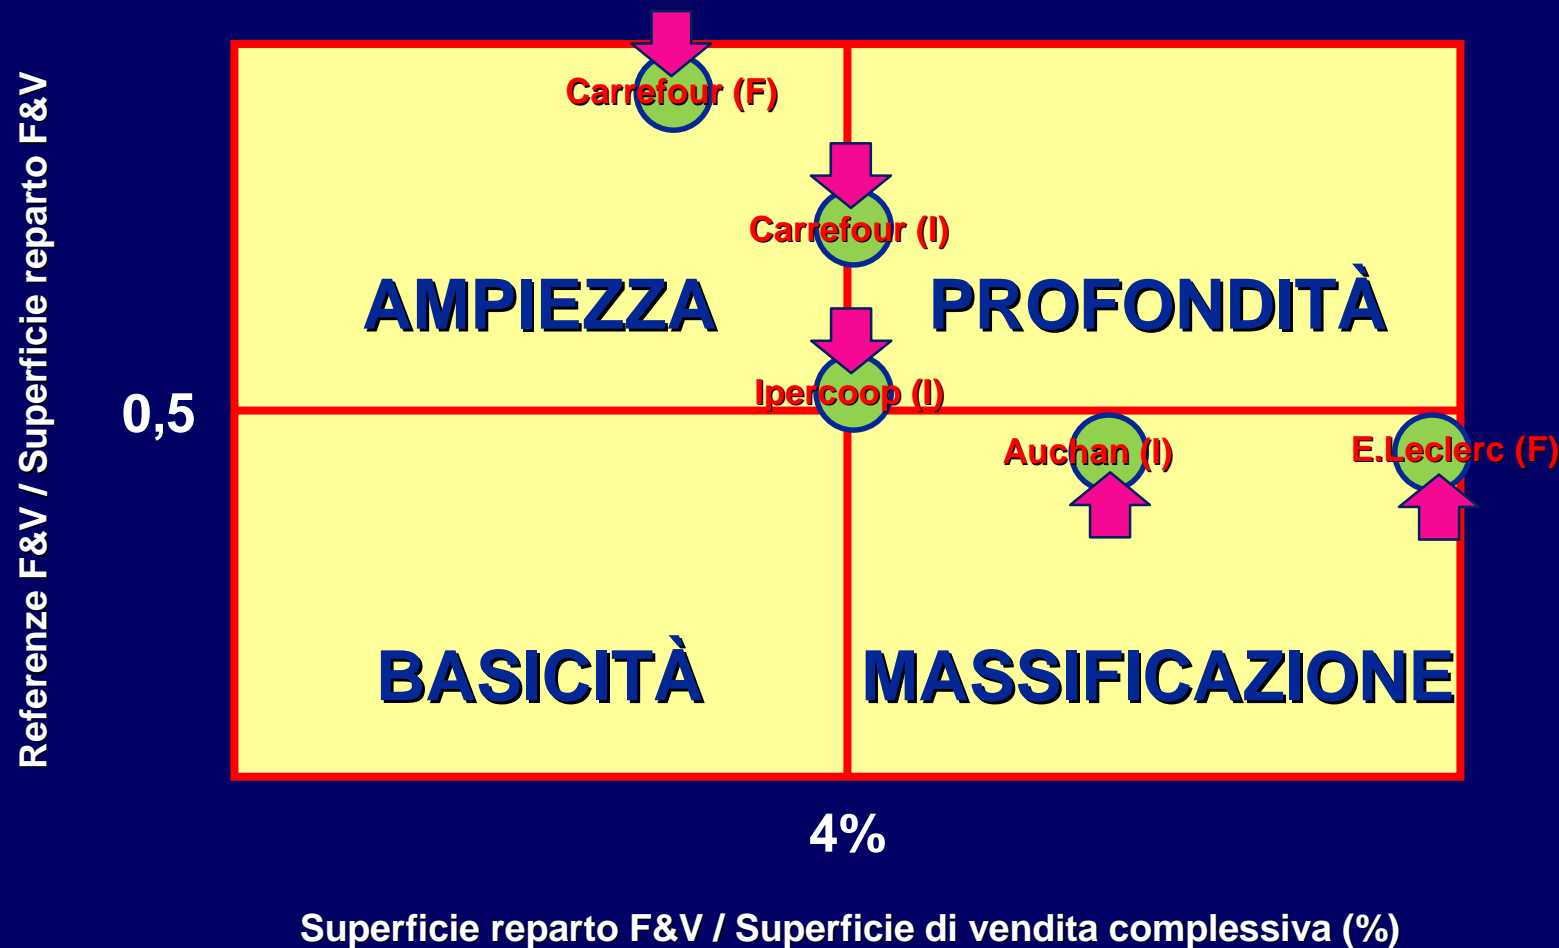 Referenze F&V / Superficie reparto F&V
Carrefour (F)
Carrefour (I)
AMPIEZZA
PROFONDITÀ
Ipercoop (I)
0,5
Auchan (I)
E.Leclerc (F)
BASICITÀ
MASSIFICAZIONE
4%
Superficie reparto F&V / Superficie di vendita complessiva (%)